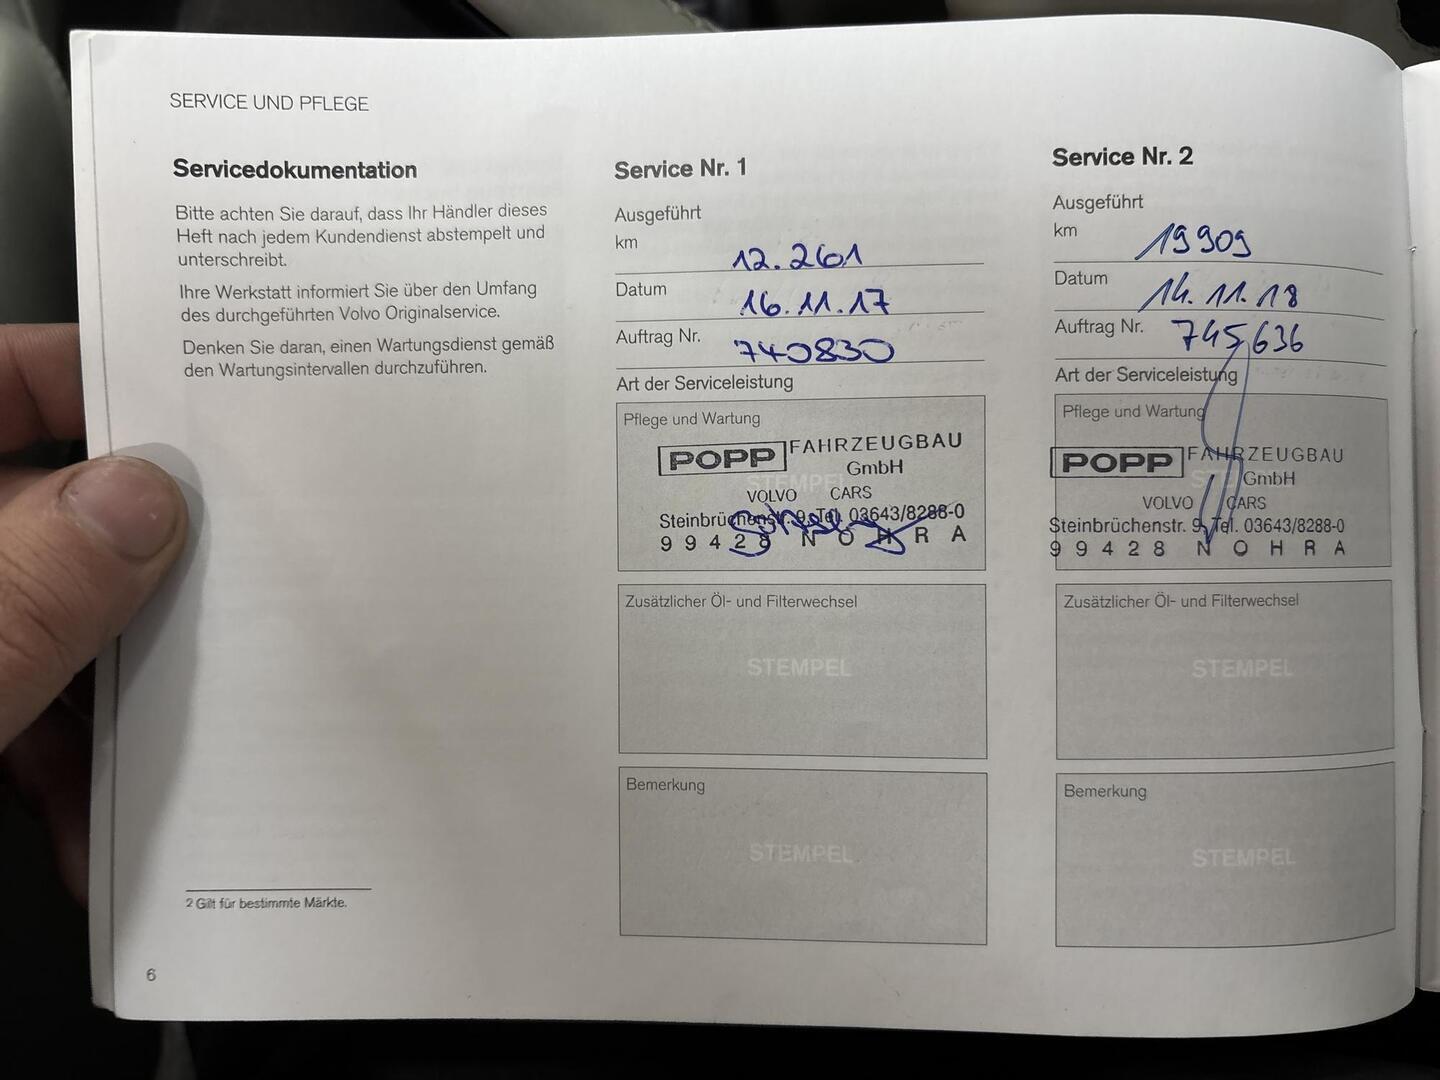 SERVICE UND PFLEGE
Servicedokumentation
Bitte achten Sie darauf, dass Ihr Händler dieses
Heft nach jedem Kundendienst abstempelt und
unterschreibt.
Ihre Werkstatt informiert Sie über den Umfang
des durchgeführten Volvo Originalservice.
Denken Sie daran, einen Wartungsdienst gemäß
den Wartungsintervallen durchzuführen.
2 Gilt für bestimmte Märkte.
6
Service Nr. 1
Ausgeführt
km 12.261
Datum 16.11.17
Auftrag Nr. 740830
Art der Serviceleistung
Pflege und Wartung
POPP FAHRZEUGBAU
GmbH
STEMPEL
VOLVO CARS
Steinbrüchenstr. 9, Tel. 03643/8288-0
99428 NOHRA
Zusätzlicher Öl- und Filterwechsel
STEMPEL
Bemerkung
STEMPEL
Service Nr. 2
Ausgeführt
km 19909
Datum 14.11.18
Auftrag Nr. 745636
Art der Serviceleistung
Pflege und Wartung
POPP FAHRZEUGBAU
GmbH
VOLVO CARS
Steinbrüchenstr. 9, Tel. 03643/8288-0
99428 NOHRA
Zusätzlicher Öl- und Filterwechsel
STEMPEL
Bemerkung
STEMPEL